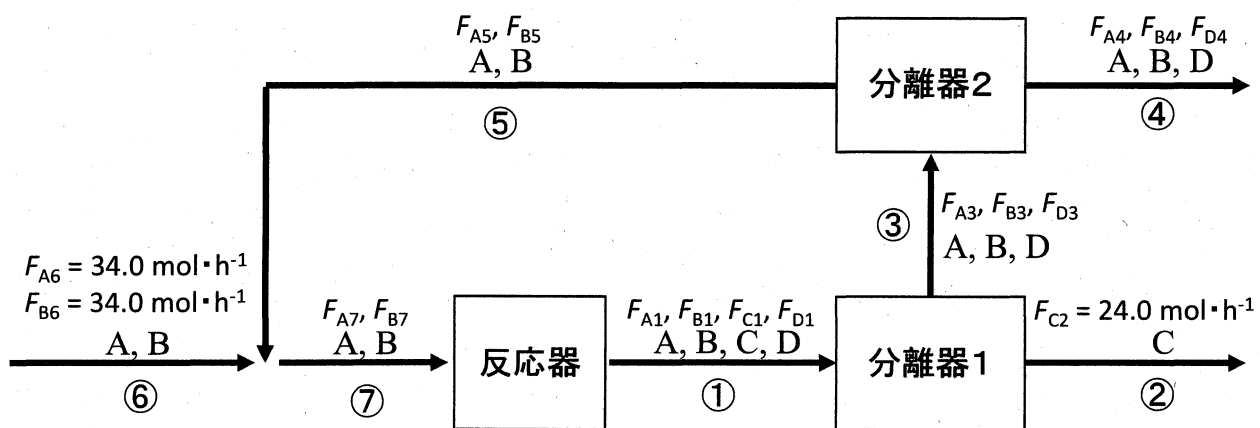 F_A5, F_B5
A, B
⑤
分離器2
F_A4, F_B4, F_D4
A, B, D
④
③
F_A3, F_B3, F_D3
A, B, D
F_A6 = 34.0 mol・h⁻¹
F_B6 = 34.0 mol・h⁻¹
A, B
⑥
F_A7, F_B7
A, B
⑦
反応器
F_A1, F_B1, F_C1, F_D1
A, B, C, D
①
分離器1
F_C2 = 24.0 mol・h⁻¹
C
②